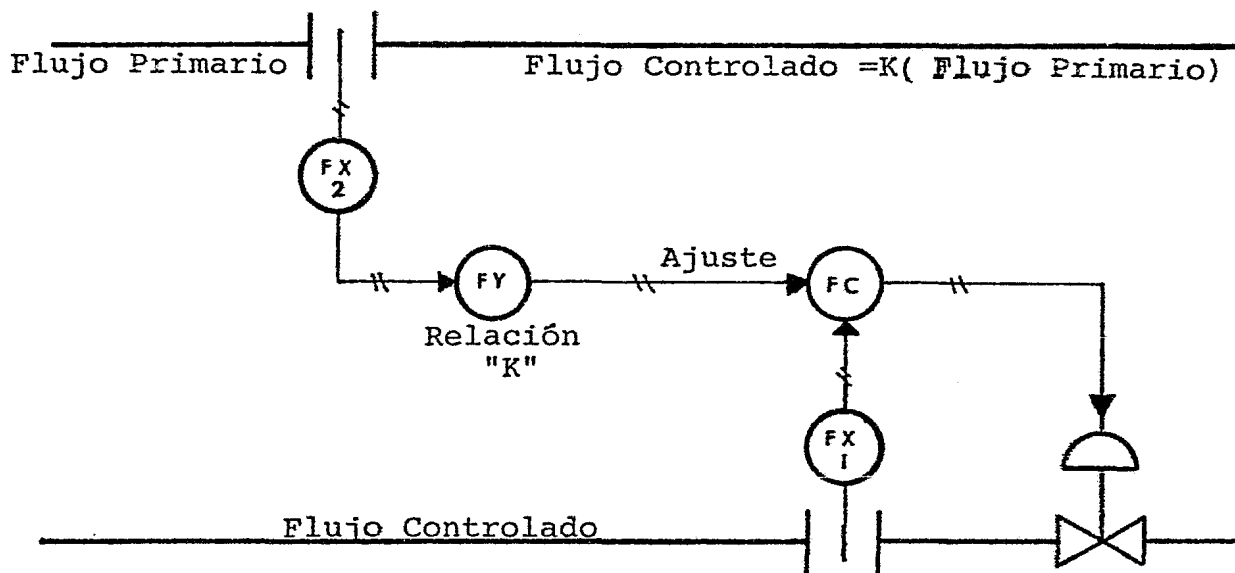 Flujo Primario
Flujo Controlado =K( Flujo Primario)
FX
2
FY
Ajuste
FC
Relación
"K"
FX
1
Flujo Controlado